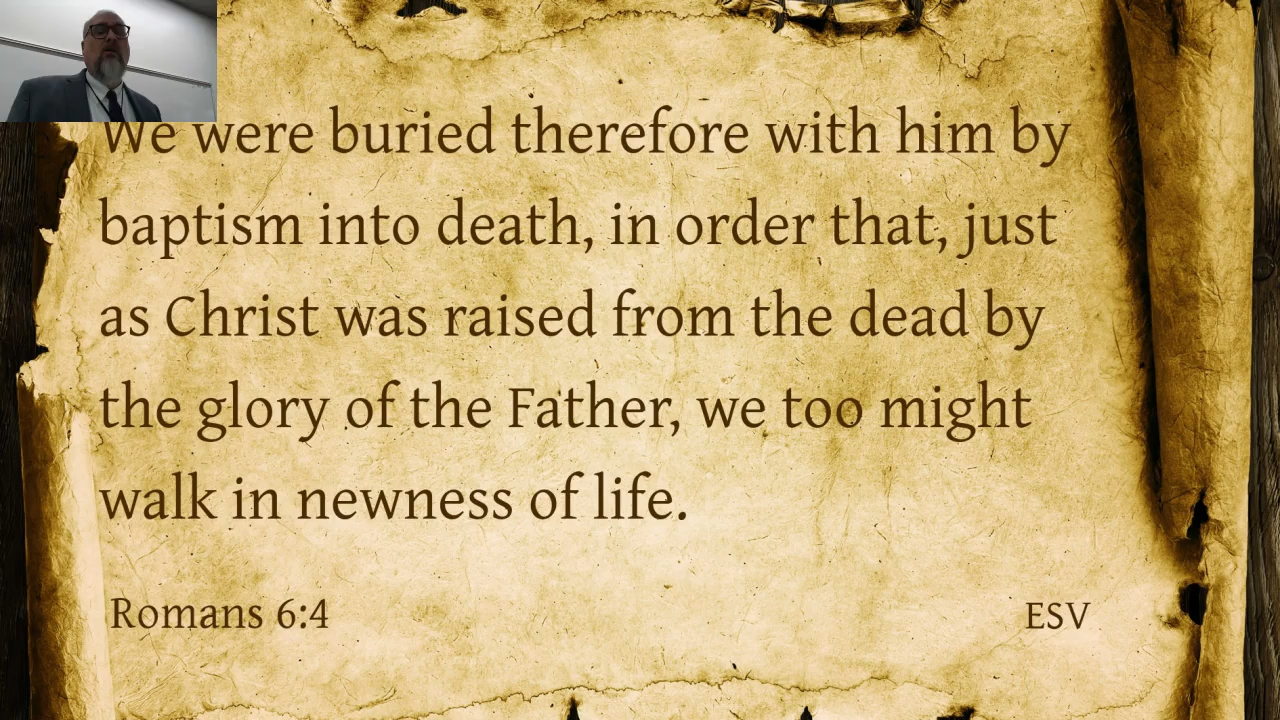 We were buried therefore with him by
baptism into death, in order that, just
as Christ was raised from the dead by
the glory of the Father, we too might
walk in newness of life.
Romans 6:4
ESV